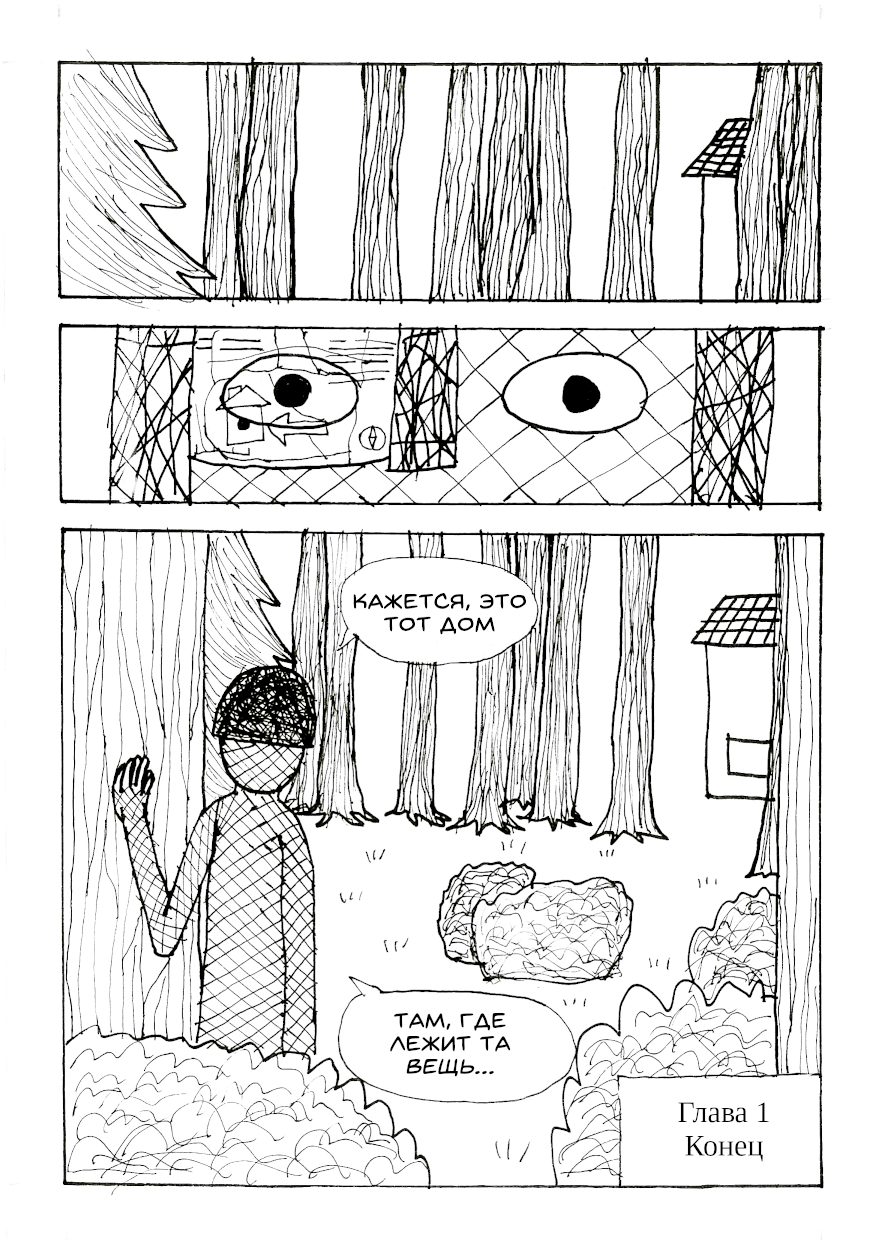 КАЖЕТСЯ, ЭТО
ТОТ ДОМ
ТАМ, ГДЕ
ЛЕЖИТ ТА
ВЕЩЬ...
Глава 1
Конец